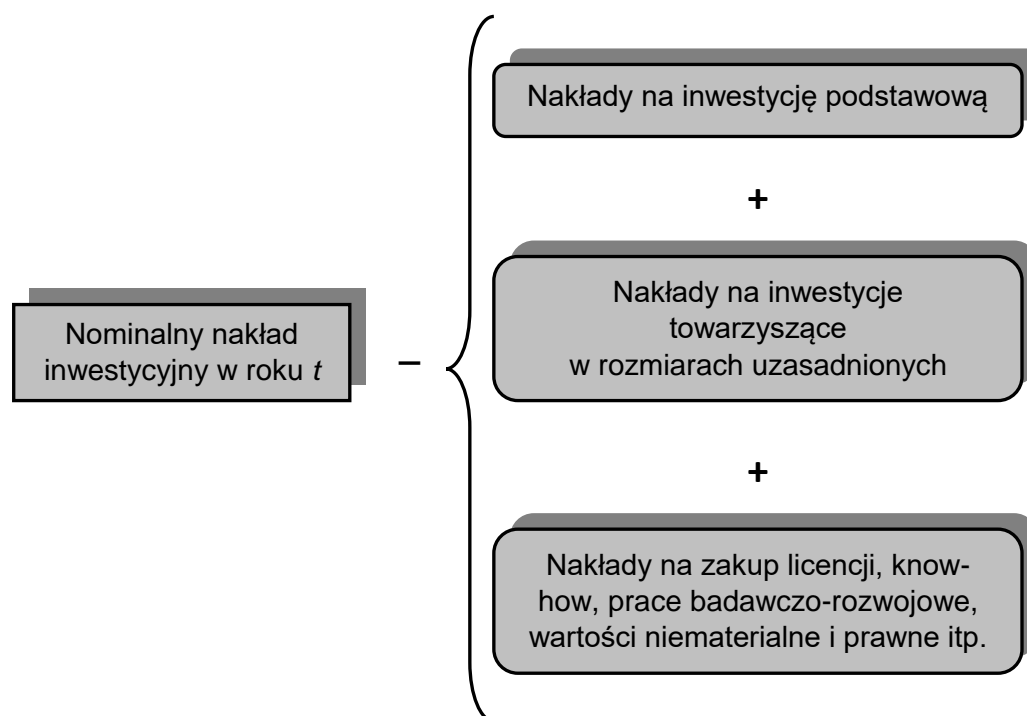 Nakłady na inwestycję podstawową
+
Nakłady na inwestycje
towarzyszące
w rozmiarach uzasadnionych
Nominalny nakład
inwestycyjny w roku t
–
+
Nakłady na zakup licencji, know-
how, prace badawczo-rozwojowe,
wartości niematerialne i prawne itp.